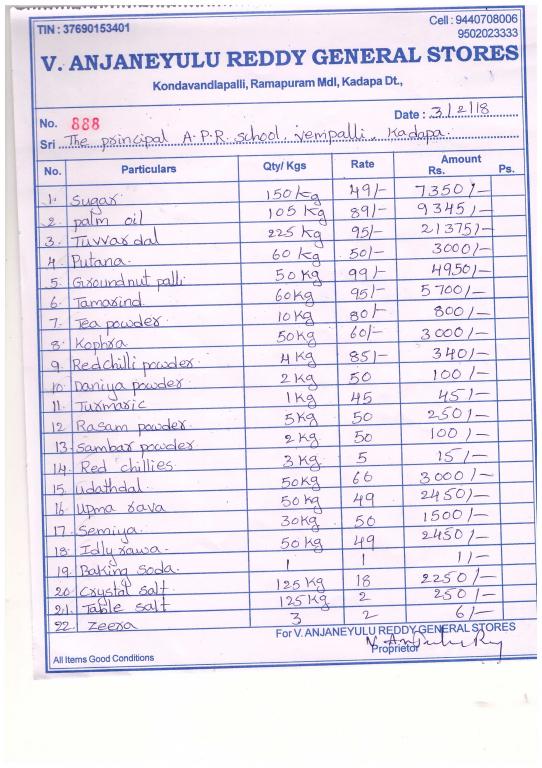 TIN : 37690153401 Cell : 9440708006
9502023333
V. ANJANEYULU REDDY GENERAL STORES
Kondavandlapalli, Ramapuram Mdl, Kadapa Dt.,
No. 888 Date : 3/2/18
Sri The principal A.P.R. school, vempalli, Kadapa.
No. Particulars Qty/ Kgs Rate Amount Rs. Ps.
1. Sugar 150 kg 49/- 7350/-
2. palm oil 105 kg 89/- 9345/-
3. Tuvvar dal 225 kg 95/- 21375/-
4. Putana 60 kg 50/- 3000/-
5. Groundnut palli 50 kg 99/- 4950/-
6. Tamarind 60 kg 95/- 5700/-
7. Tea powder 10 kg 80/- 800/-
8. Kophra 50 kg 60/- 3000/-
9. Redchilli powder 4 kg 85/- 340/-
10. Daniya powder 2 kg 50 100/-
11. Turmaric 1 kg 45 45/-
12. Rasam powder 5 kg 50 250/-
13. Sambar powder 2 kg 50 100/-
14. Red chillies 3 kg 5 15/-
15. udathdal 50 kg 60 3000/-
16. upma rava 50 kg 49 2450/-
17. Semiya 30 kg 50 1500/-
18. Idly rawa 50 kg 49 2450/-
19. Baking soda 1 1 1/-
20. Crystal salt 125 kg 18 2250/-
21. Table salt 125 kg 2 250/-
22. Zeera 3 2 6/-
For V. ANJANEYULU REDDY GENERAL STORES
All Items Good Conditions Proprietor